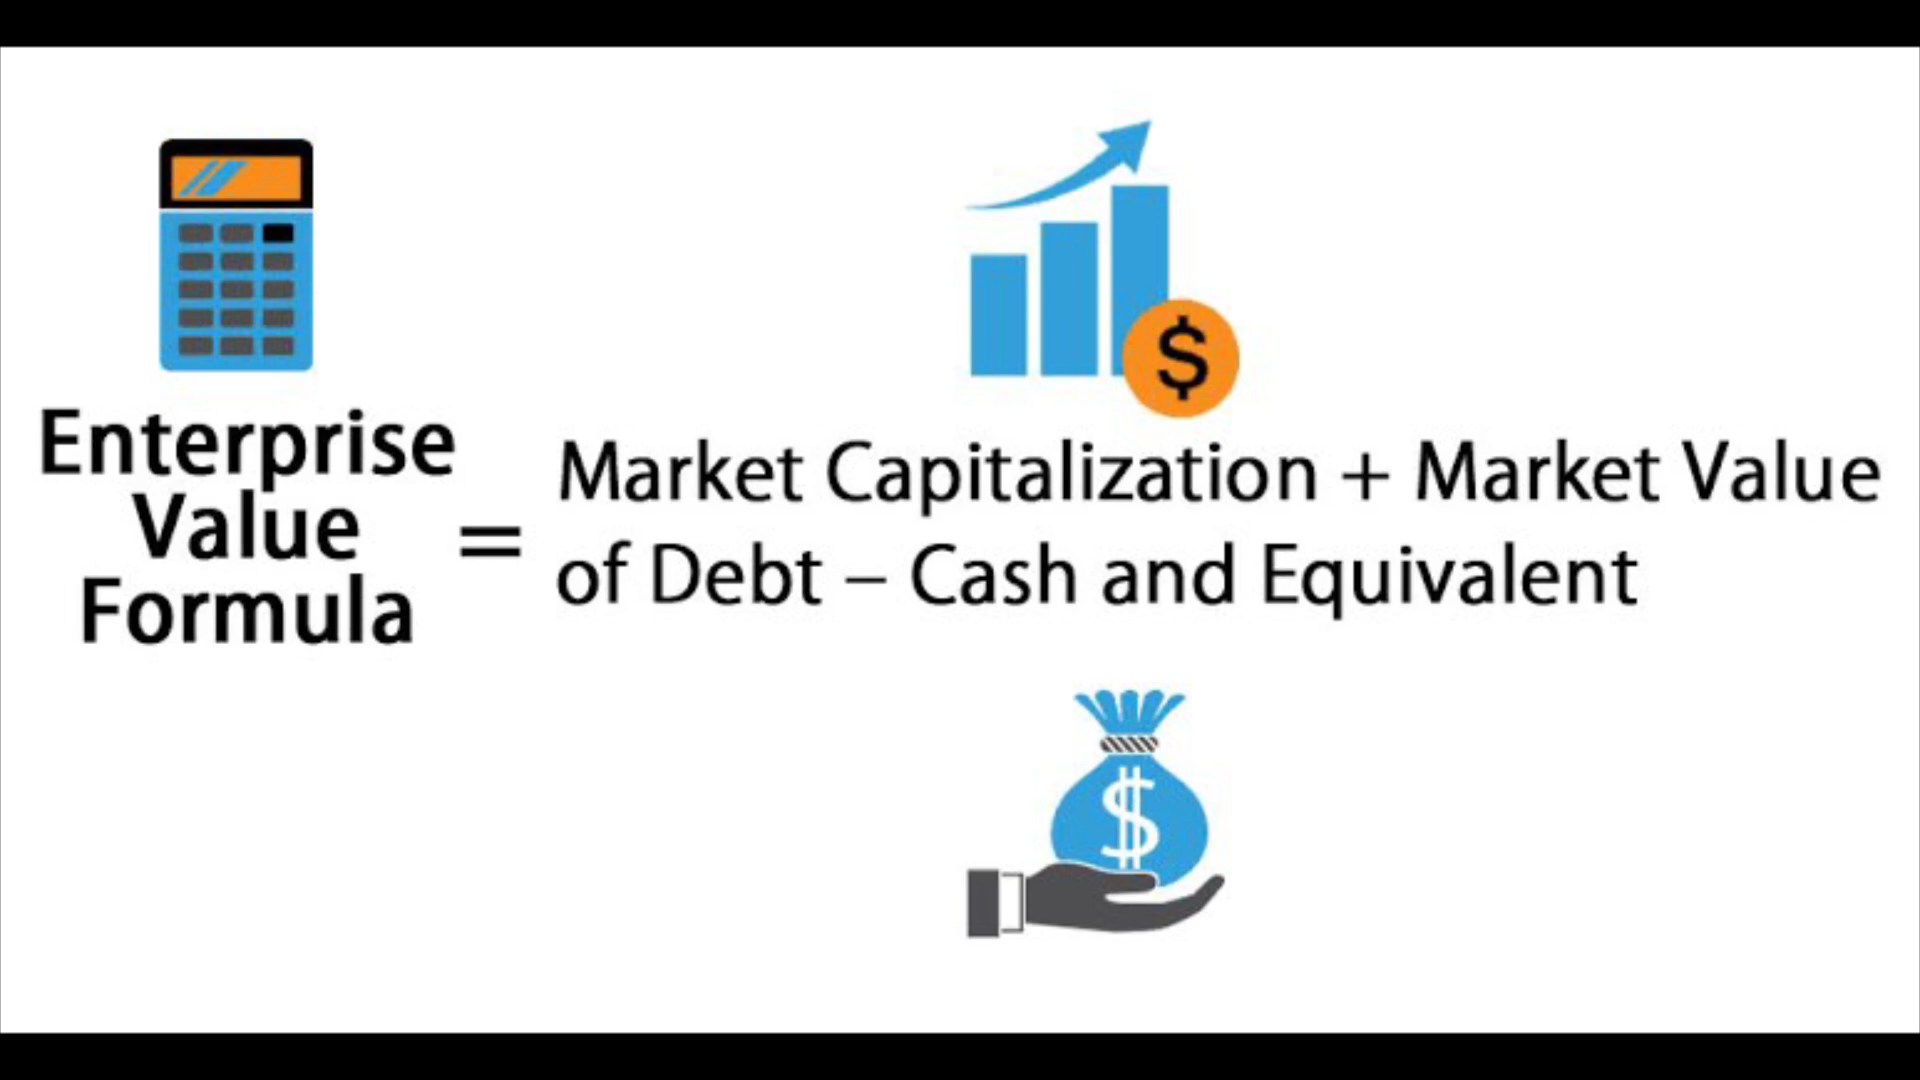 Enterprise
Value
Formula
=
Market Capitalization + Market Value
of Debt – Cash and Equivalent
$
$